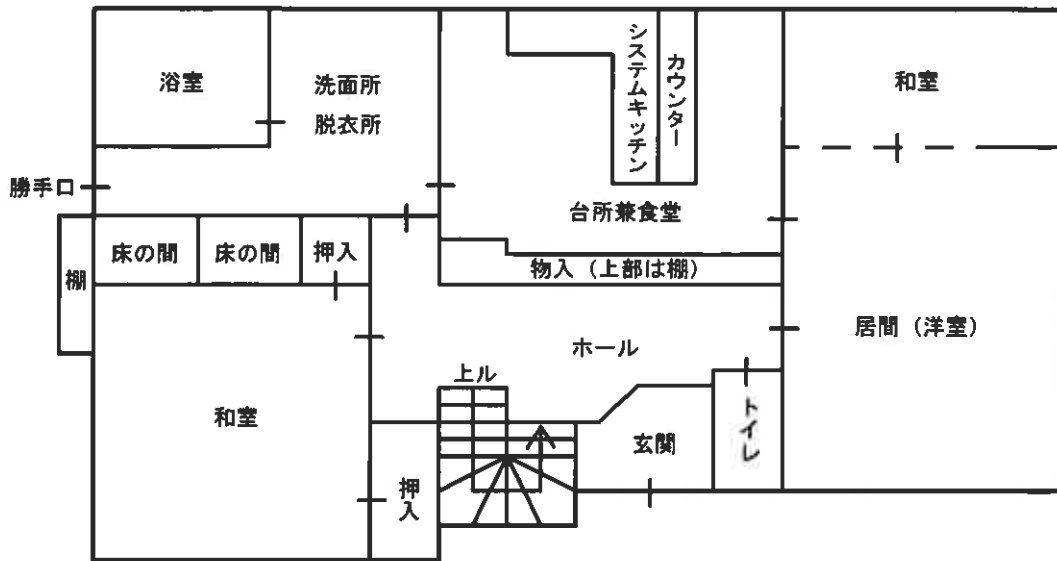 浴室
洗面所
脱衣所
システムキッチン
カウンター
和室
勝手口
台所兼食堂
床の間
床の間
押入
棚
物入（上部は棚）
居間（洋室）
ホール
上ル
和室
トイレ
玄関
押入